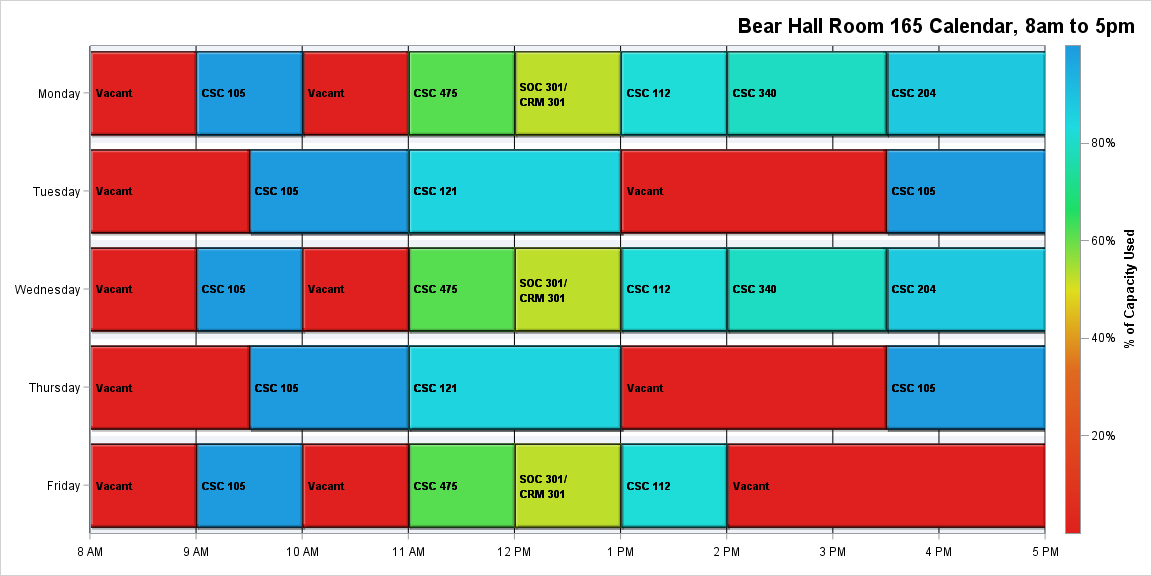 Bear Hall Room 165 Calendar, 8am to 5pm
Monday
Vacant
CSC 105
Vacant
CSC 475
SOC 301/
CRM 301
CSC 112
CSC 340
CSC 204
Tuesday
Vacant
CSC 105
CSC 121
Vacant
CSC 105
Wednesday
Vacant
CSC 105
Vacant
CSC 475
SOC 301/
CRM 301
CSC 112
CSC 340
CSC 204
Thursday
Vacant
CSC 105
CSC 121
Vacant
CSC 105
Friday
Vacant
CSC 105
Vacant
CSC 475
SOC 301/
CRM 301
CSC 112
Vacant
8 AM
9 AM
10 AM
11 AM
12 PM
1 PM
2 PM
3 PM
4 PM
5 PM
80%
60%
40%
20%
% of Capacity Used